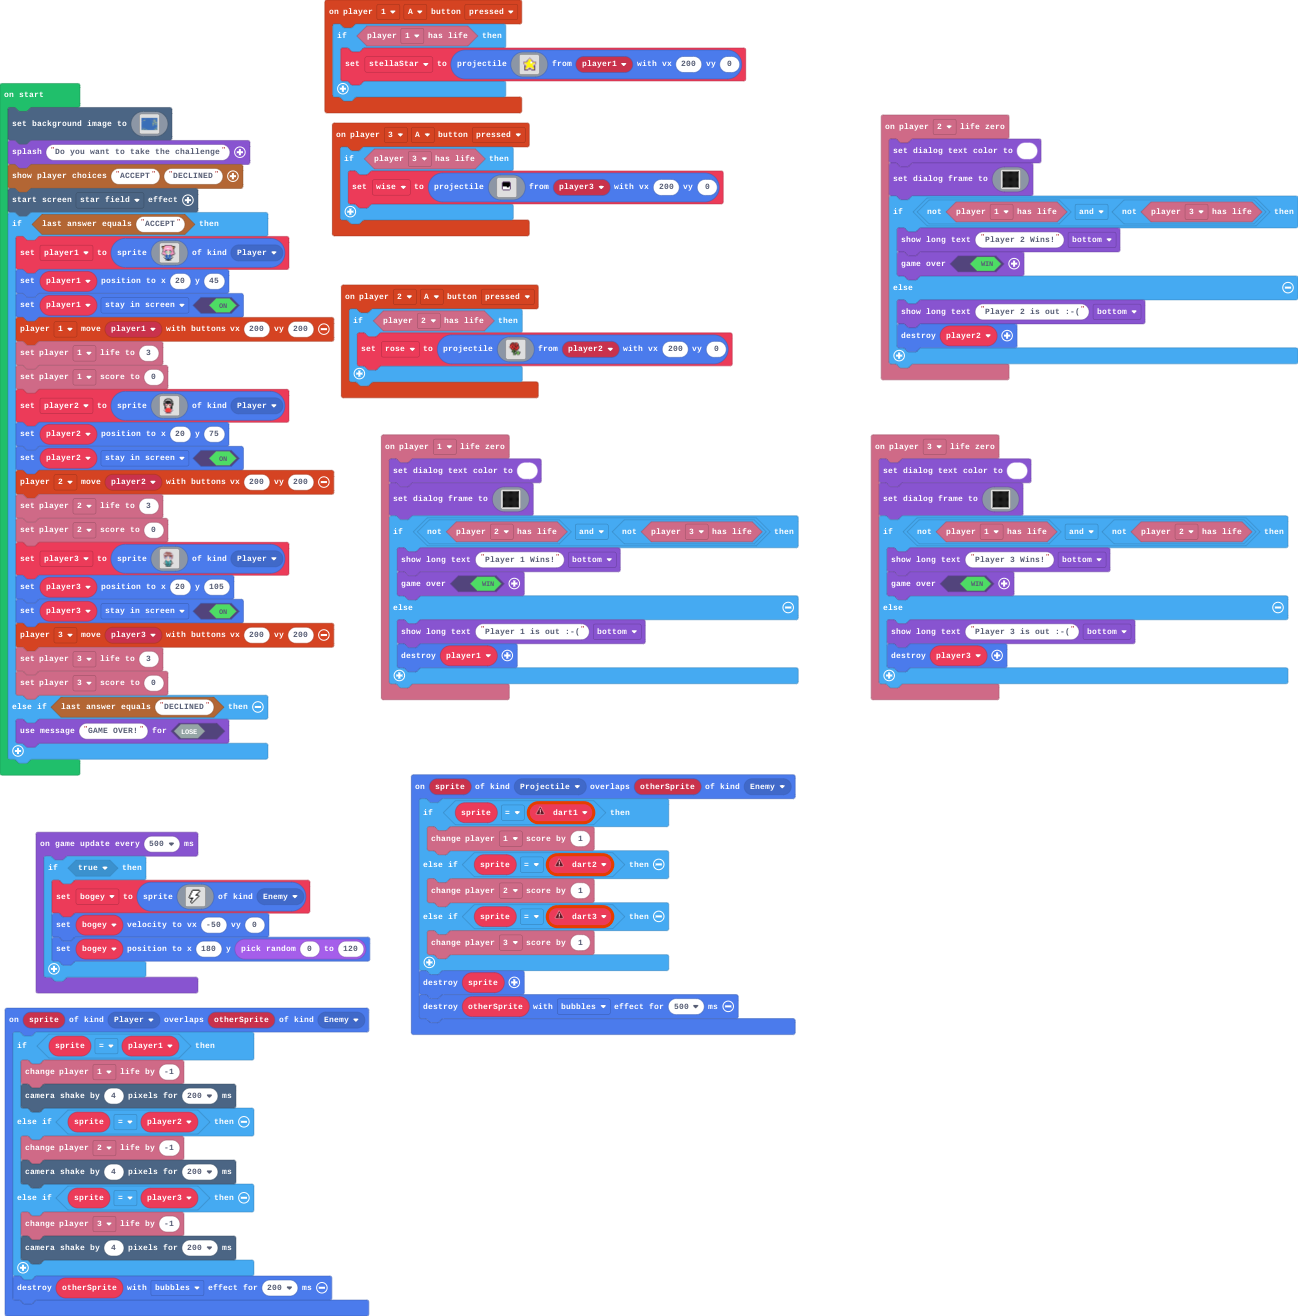 on start
set background image to
splash "Do you want to take the challenge"
show player choices "ACCEPT" "DECLINED"
start screen star field effect
if last answer equals "ACCEPT" then
set player1 to sprite of kind Player
set player1 position to x 20 y 45
set player1 stay in screen ON
player 1 move player1 with buttons vx 200 vy 200
set player 1 life to 3
set player 1 score to 0
set player2 to sprite of kind Player
set player2 position to x 20 y 75
set player2 stay in screen ON
player 2 move player2 with buttons vx 200 vy 200
set player 2 life to 3
set player 2 score to 0
set player3 to sprite of kind Player
set player3 position to x 20 y 105
set player3 stay in screen ON
player 3 move player3 with buttons vx 200 vy 200
set player 3 life to 3
set player 3 score to 0
else if last answer equals "DECLINED" then
use message "GAME OVER!" for LOSE
on player 1 A button pressed
if player 1 has life then
set stellaStar to projectile from player1 with vx 200 vy 0
on player 3 A button pressed
if player 3 has life then
set wise to projectile from player3 with vx 200 vy 0
on player 2 A button pressed
if player 2 has life then
set rose to projectile from player2 with vx 200 vy 0
on player 2 life zero
set dialog text color to
set dialog frame to
if not player 1 has life and not player 3 has life then
show long text "Player 2 Wins!" bottom
game over WIN
else
show long text "Player 2 is out :-(" bottom
destroy player2
on player 1 life zero
set dialog text color to
set dialog frame to
if not player 2 has life and not player 3 has life then
show long text "Player 1 Wins!" bottom
game over WIN
else
show long text "Player 1 is out :-(" bottom
destroy player1
on player 3 life zero
set dialog text color to
set dialog frame to
if not player 1 has life and not player 2 has life then
show long text "Player 3 Wins!" bottom
game over WIN
else
show long text "Player 3 is out :-(" bottom
destroy player3
on game update every 500 ms
if true then
set bogey to sprite of kind Enemy
set bogey velocity to vx -50 vy 0
set bogey position to x 180 y pick random 0 to 120
on sprite of kind Projectile overlaps otherSprite of kind Enemy
if sprite = dart1 then
change player 1 score by 1
else if sprite = dart2 then
change player 2 score by 1
else if sprite = dart3 then
change player 3 score by 1
destroy sprite
destroy otherSprite with bubbles effect for 500 ms
on sprite of kind Player overlaps otherSprite of kind Enemy
if sprite = player1 then
change player 1 life by -1
camera shake by 4 pixels for 200 ms
else if sprite = player2 then
change player 2 life by -1
camera shake by 4 pixels for 200 ms
else if sprite = player3 then
change player 3 life by -1
camera shake by 4 pixels for 200 ms
destroy otherSprite with bubbles effect for 200 ms